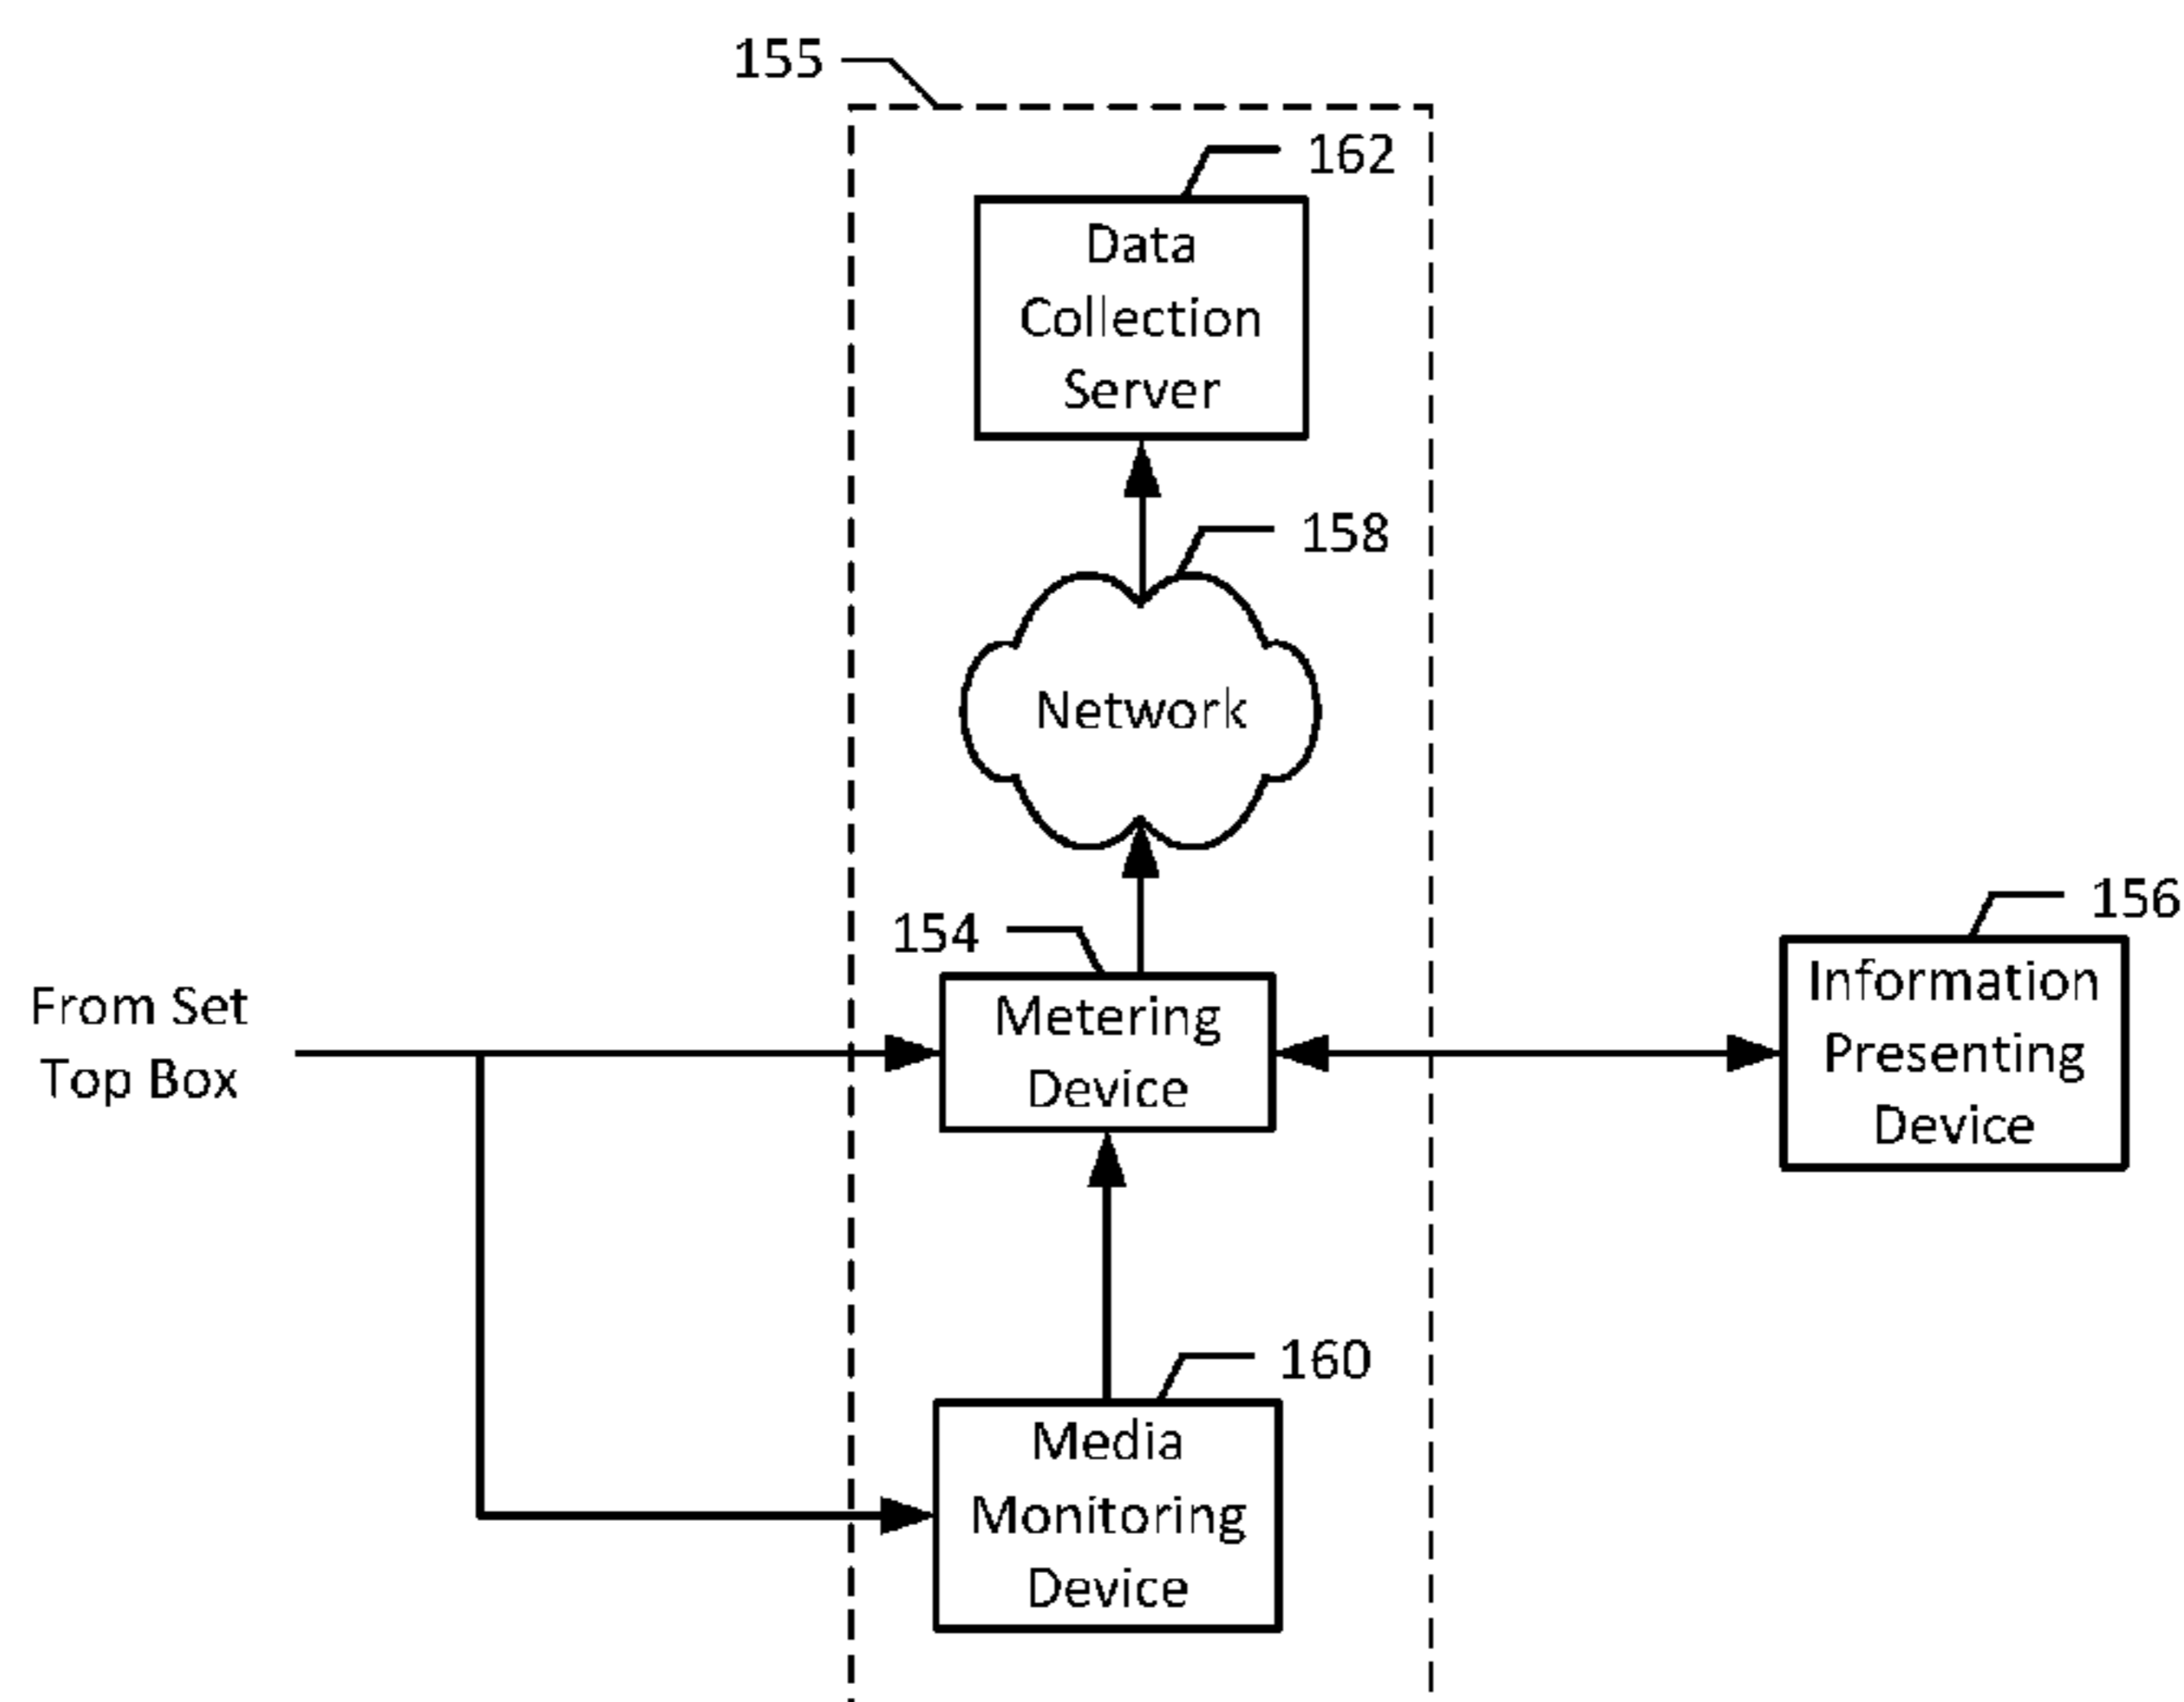 155
162
Data
Collection
Server
158
Network
154
Metering
Device
156
Information
Presenting
Device
From Set
Top Box
160
Media
Monitoring
Device